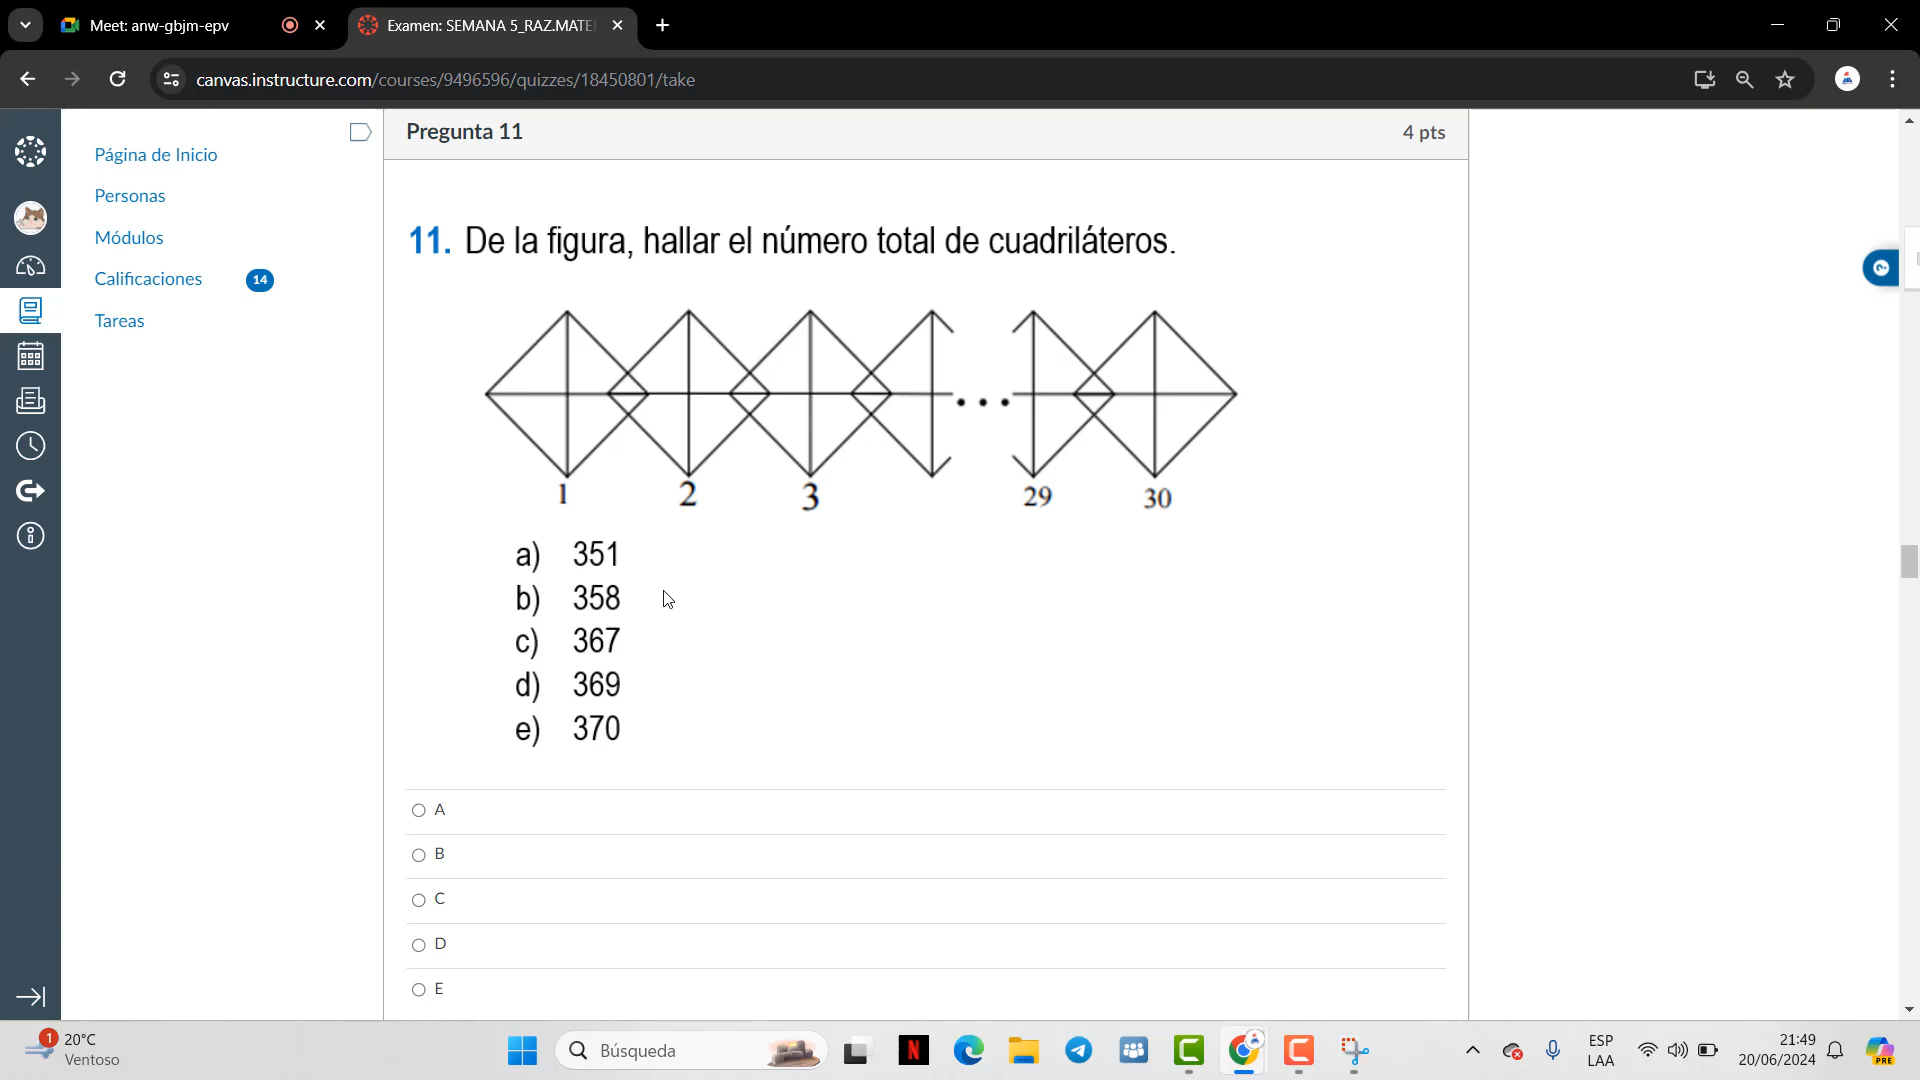 Meet: anw-gbjm-epv
Examen: SEMANA 5_RAZ.MATE
canvas.instructure.com/courses/9496596/quizzes/18450801/take
Página de Inicio
Personas
Módulos
Calificaciones 14
Tareas
Pregunta 11
4 pts
11. De la figura, hallar el número total de cuadriláteros.
1 2 3 29 30
a) 351
b) 358
c) 367
d) 369
e) 370
A
B
C
D
E
1
20°C
Ventoso
Búsqueda
N
PRE
ESP
LAA
21:49
20/06/2024